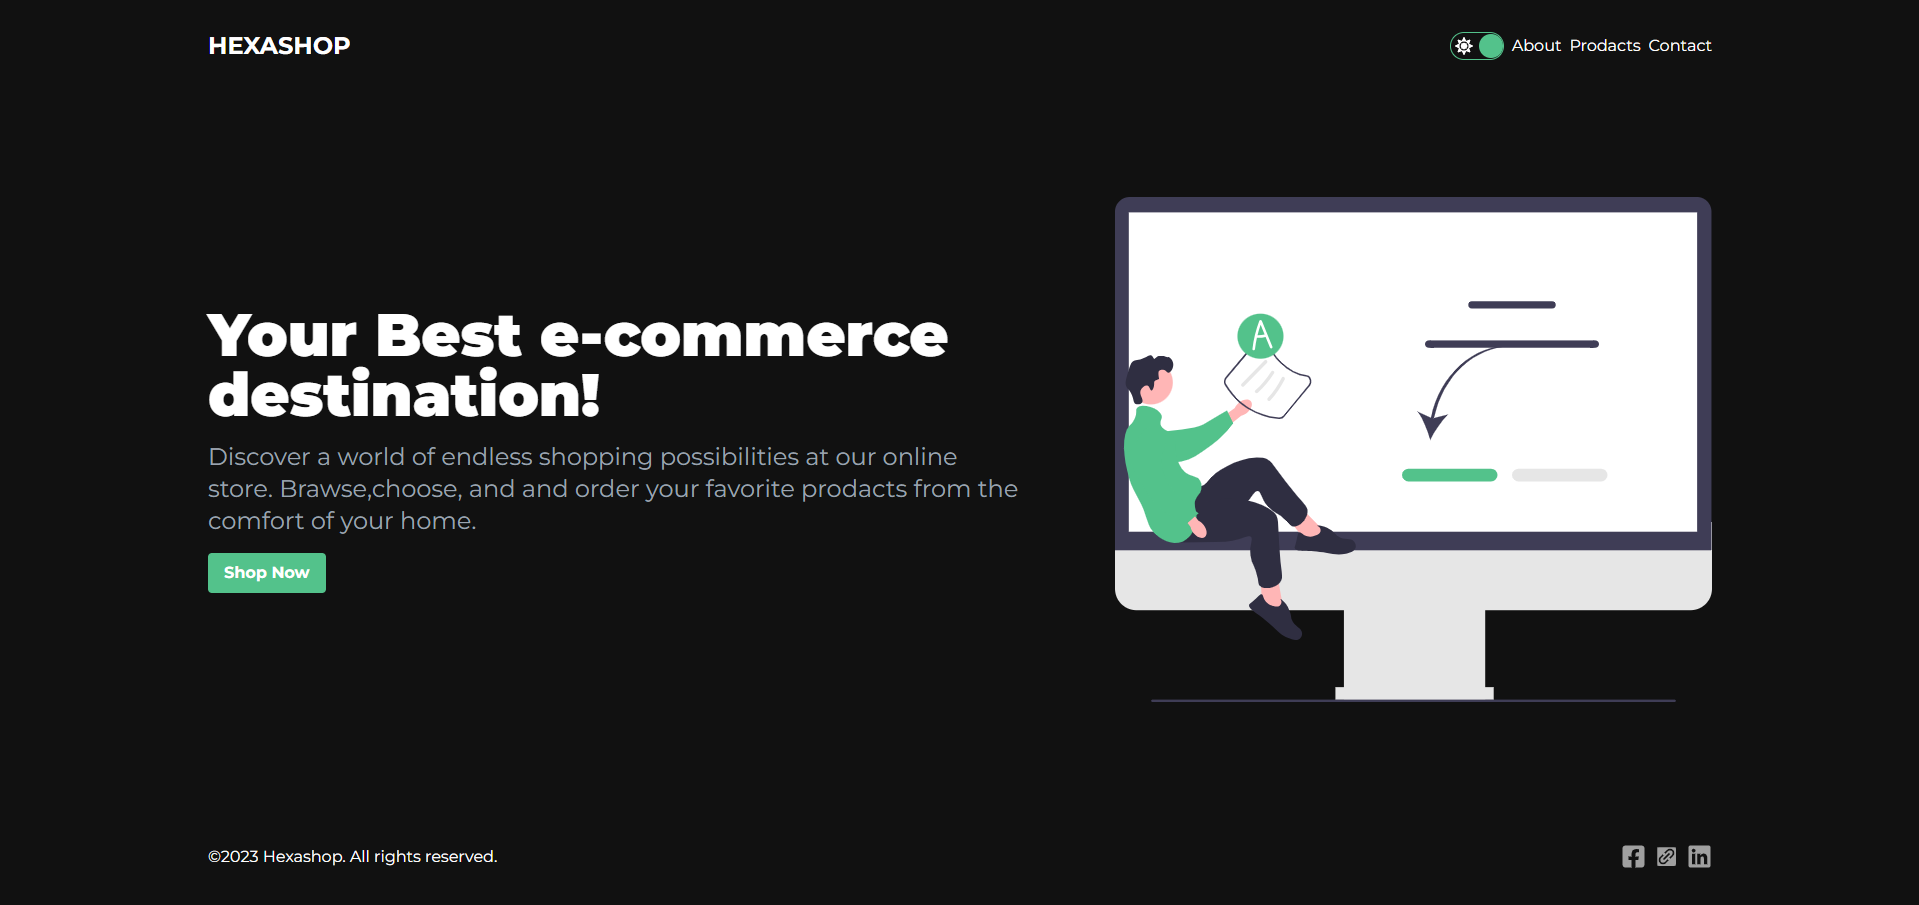 HEXASHOP
About Prodacts Contact
Your Best e-commerce
destination!
A
Discover a world of endless shopping possibilities at our online
store. Brawse,choose, and and order your favorite prodacts from the
comfort of your home.
Shop Now
©2023 Hexashop. All rights reserved.